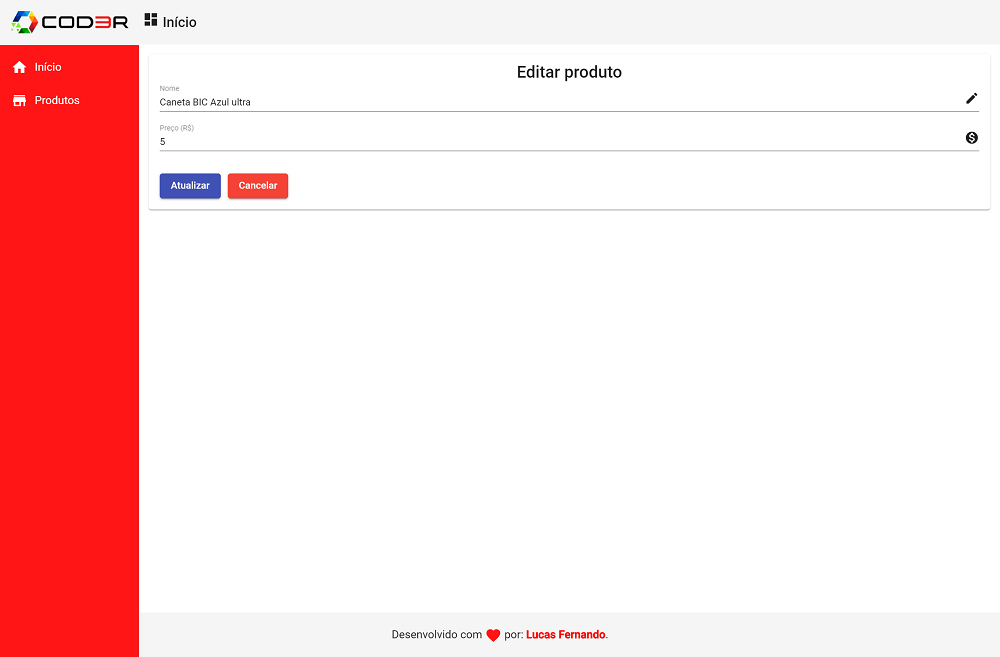 COD3R
Início
Início
Produtos
Editar produto
Nome
Caneta BIC Azul ultra
Preço (R$)
5
Atualizar
Cancelar
Desenvolvido com por: Lucas Fernando.